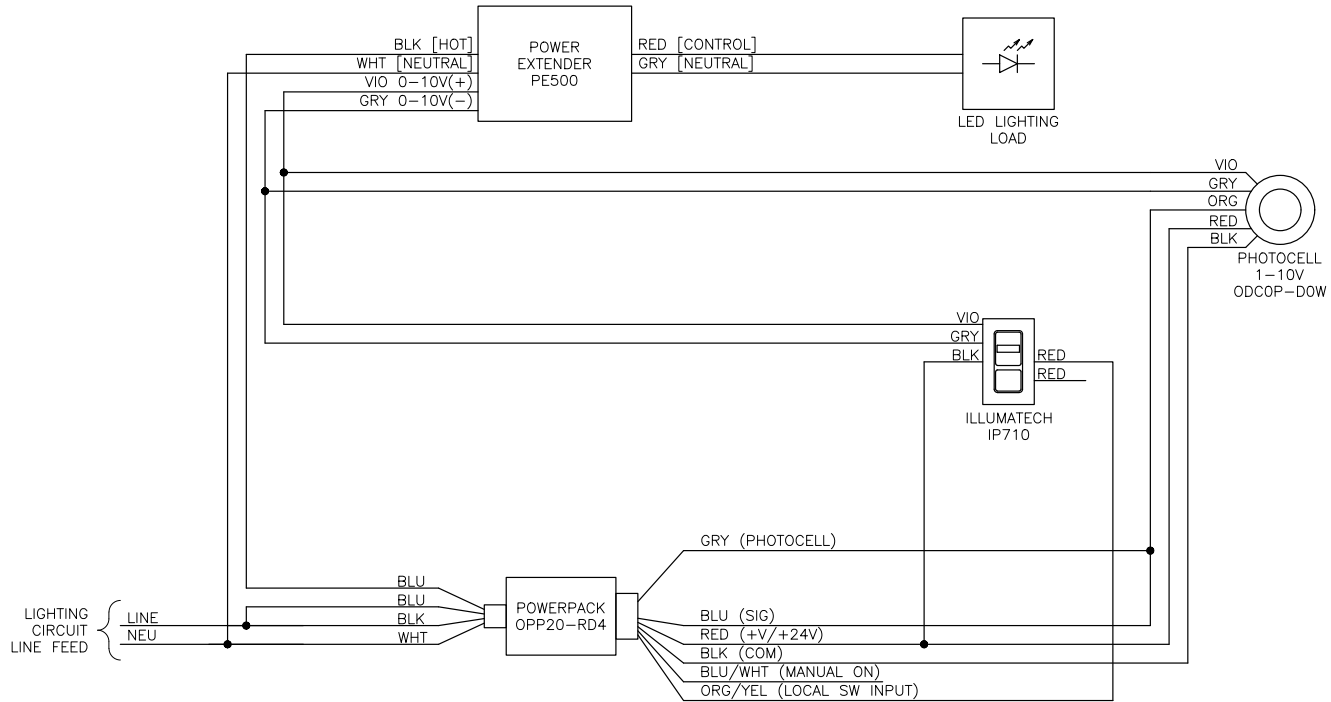 BLK [HOT]
WHT [NEUTRAL]
VIO 0-10V(+)
GRY 0-10V(-)
POWER
EXTENDER
PE500
RED [CONTROL]
GRY [NEUTRAL]
LED LIGHTING
LOAD
VIO
GRY
ORG
RED
BLK
PHOTOCELL
1-10V
ODC0P-D0W
VIO
GRY
BLK
RED
RED
ILLUMATECH
IP710
LIGHTING
CIRCUIT
LINE FEED
LINE
NEU
BLU
BLU
BLK
WHT
POWERPACK
OPP20-RD4
GRY (PHOTOCELL)
BLU (SIG)
RED (+V/+24V)
BLK (COM)
BLU/WHT (MANUAL ON)
ORG/YEL (LOCAL SW INPUT)